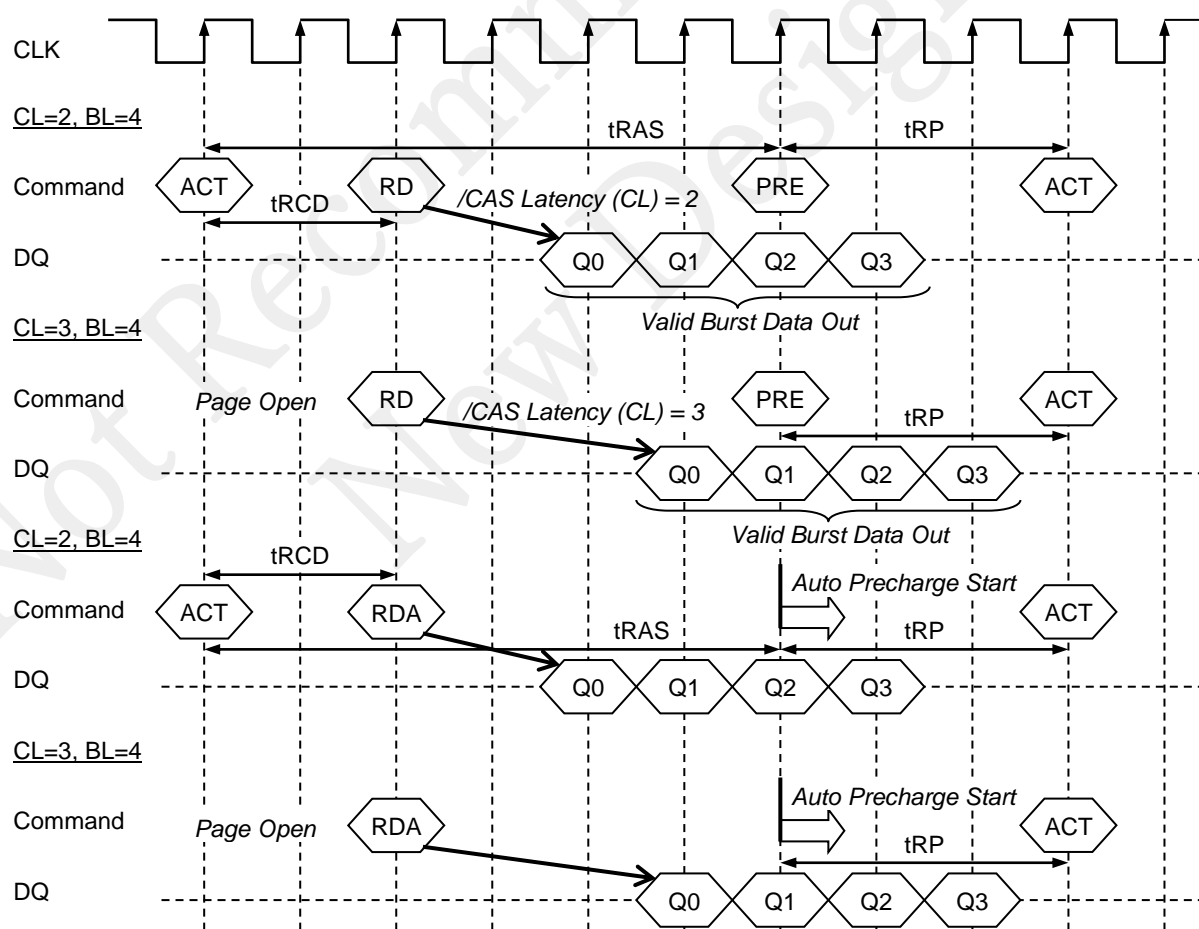 CLK
CL=2, BL=4
tRAS tRP
Command ACT RD /CAS Latency (CL) = 2 PRE ACT
tRCD
DQ Q0 Q1 Q2 Q3
Valid Burst Data Out
CL=3, BL=4
Command Page Open RD /CAS Latency (CL) = 3 PRE ACT
tRP
DQ Q0 Q1 Q2 Q3
Valid Burst Data Out
CL=2, BL=4
tRCD
Auto Precharge Start
Command ACT RDA ACT
tRAS tRP
DQ Q0 Q1 Q2 Q3
CL=3, BL=4
Auto Precharge Start
Command Page Open RDA ACT
tRP
DQ Q0 Q1 Q2 Q3
Not
New